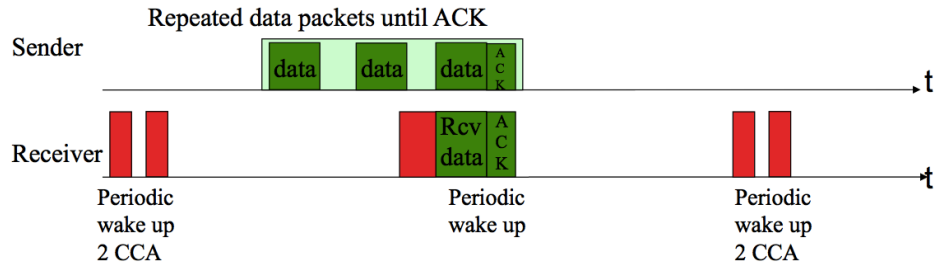 Repeated data packets until ACK
Sender
data
data
data
A
C
K
t
Receiver
Rcv
data
A
C
K
t
Periodic
wake up
2 CCA
Periodic
wake up
Periodic
wake up
2 CCA